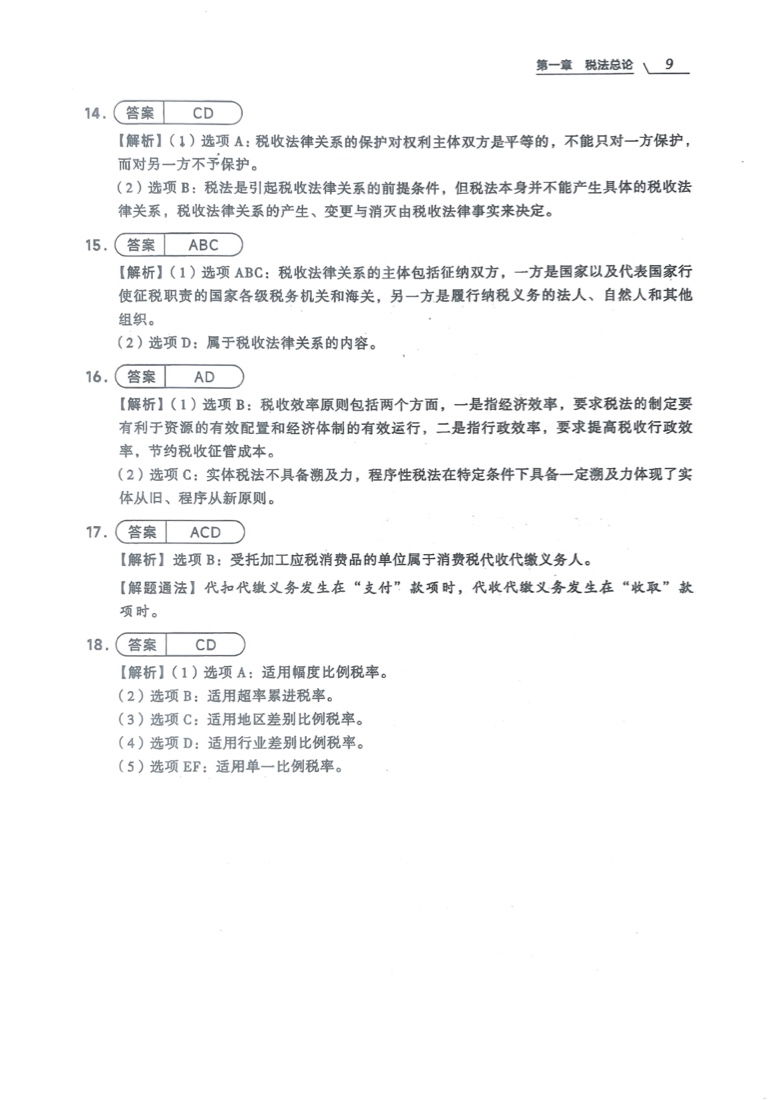 第一章 税法总论 9
14. 答案 CD
【解析】（1）选项 A：税收法律关系的保护对权利主体双方是平等的，不能只对一方保护，
而对另一方不予保护。
（2）选项 B：税法是引起税收法律关系的前提条件，但税法本身并不能产生具体的税收法
律关系，税收法律关系的产生、变更与消灭由税收法律事实来决定。
15. 答案 ABC
【解析】（1）选项 ABC：税收法律关系的主体包括征纳双方，一方是国家以及代表国家行
使征税职责的国家各级税务机关和海关，另一方是履行纳税义务的法人、自然人和其他
组织。
（2）选项 D：属于税收法律关系的内容。
16. 答案 AD
【解析】（1）选项 B：税收效率原则包括两个方面，一是指经济效率，要求税法的制定要
有利于资源的有效配置和经济体制的有效运行，二是指行政效率，要求提高税收行政效
率，节约税收征管成本。
（2）选项 C：实体税法不具备溯及力，程序性税法在特定条件下具备一定溯及力体现了实
体从旧、程序从新原则。
17. 答案 ACD
【解析】选项 B：受托加工应税消费品的单位属于消费税代收代缴义务人。
【解题通法】代扣代缴义务发生在“支付”款项时，代收代缴义务发生在“收取”款
项时。
18. 答案 CD
【解析】（1）选项 A：适用幅度比例税率。
（2）选项 B：适用超率累进税率。
（3）选项 C：适用地区差别比例税率。
（4）选项 D：适用行业差别比例税率。
（5）选项 EF：适用单一比例税率。